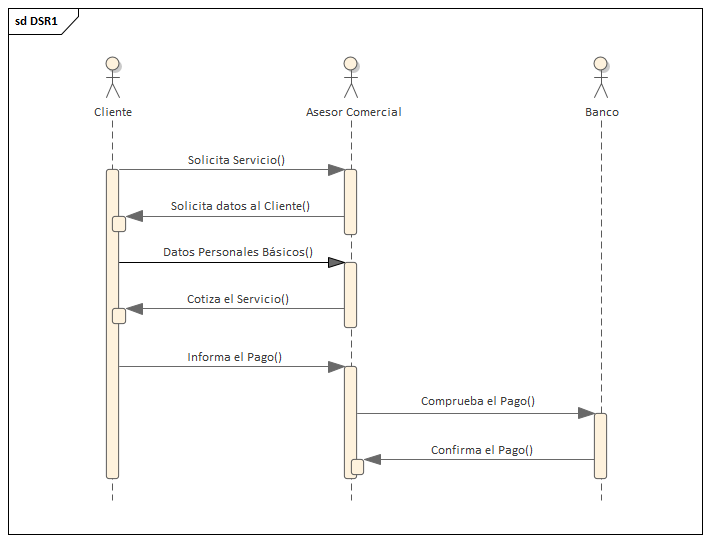 sd DSR1
Cliente
Asesor Comercial
Banco
Solicita Servicio()
Solicita datos al Cliente()
Datos Personales Básicos()
Cotiza el Servicio()
Informa el Pago()
Comprueba el Pago()
Confirma el Pago()